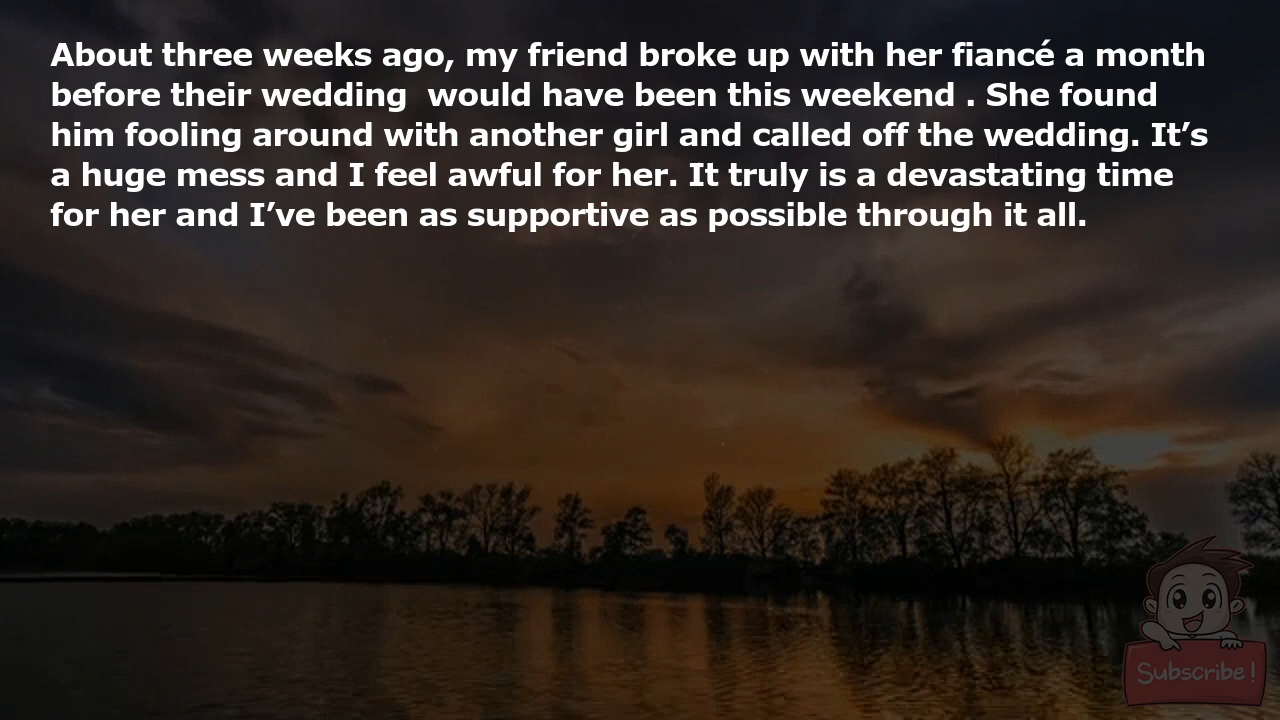 About three weeks ago, my friend broke up with her fiancé a month
before their wedding  would have been this weekend . She found
him fooling around with another girl and called off the wedding. It’s
a huge mess and I feel awful for her. It truly is a devastating time
for her and I’ve been as supportive as possible through it all.
Subscribe!